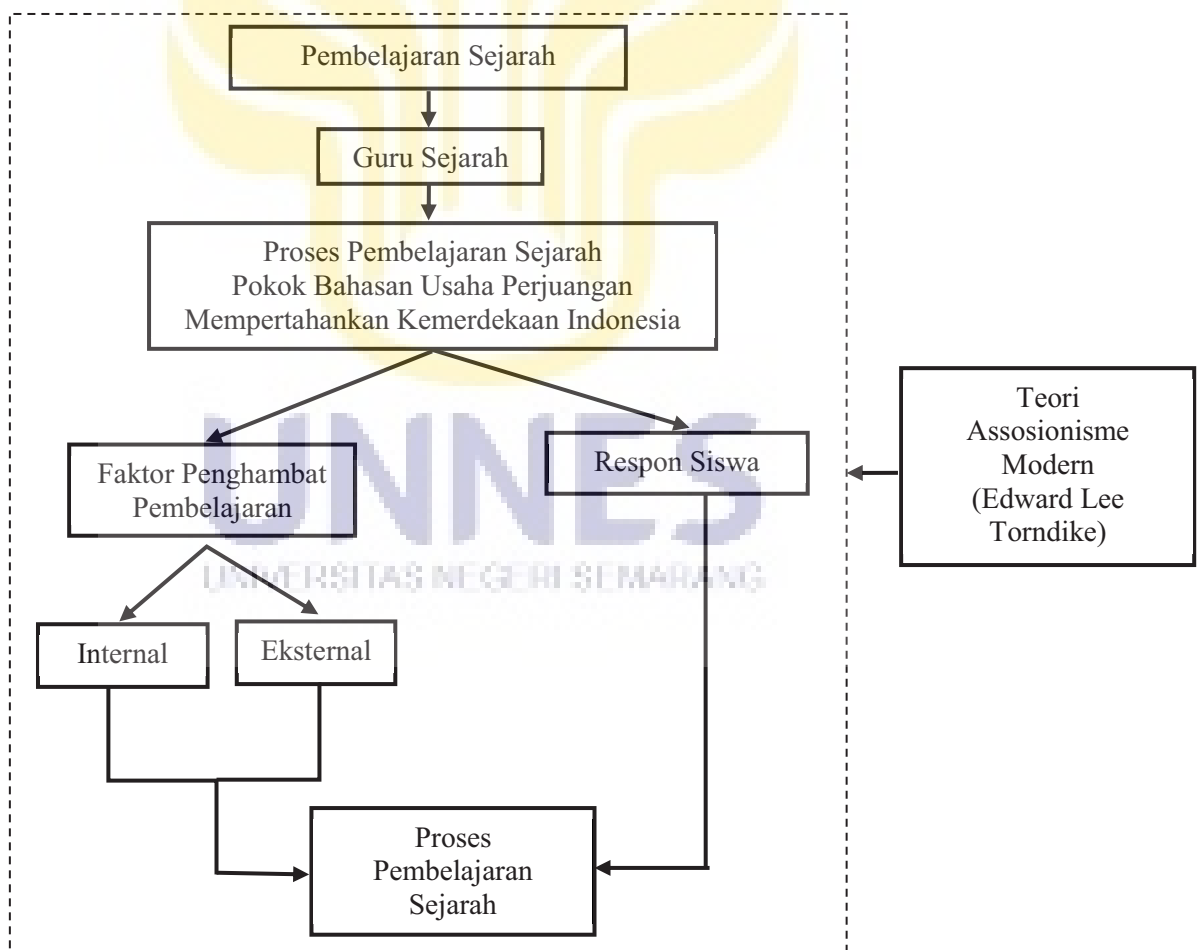 Pembelajaran Sejarah
Guru Sejarah
Proses Pembelajaran Sejarah
Pokok Bahasan Usaha Perjuangan
Mempertahankan Kemerdekaan Indonesia
Faktor Penghambat
Pembelajaran
Respon Siswa
Teori
Assosionisme
Modern
(Edward Lee
Torndike)
UNNES
UNIVERSITAS NEGERI SEMARANG
Internal
Eksternal
Proses
Pembelajaran
Sejarah